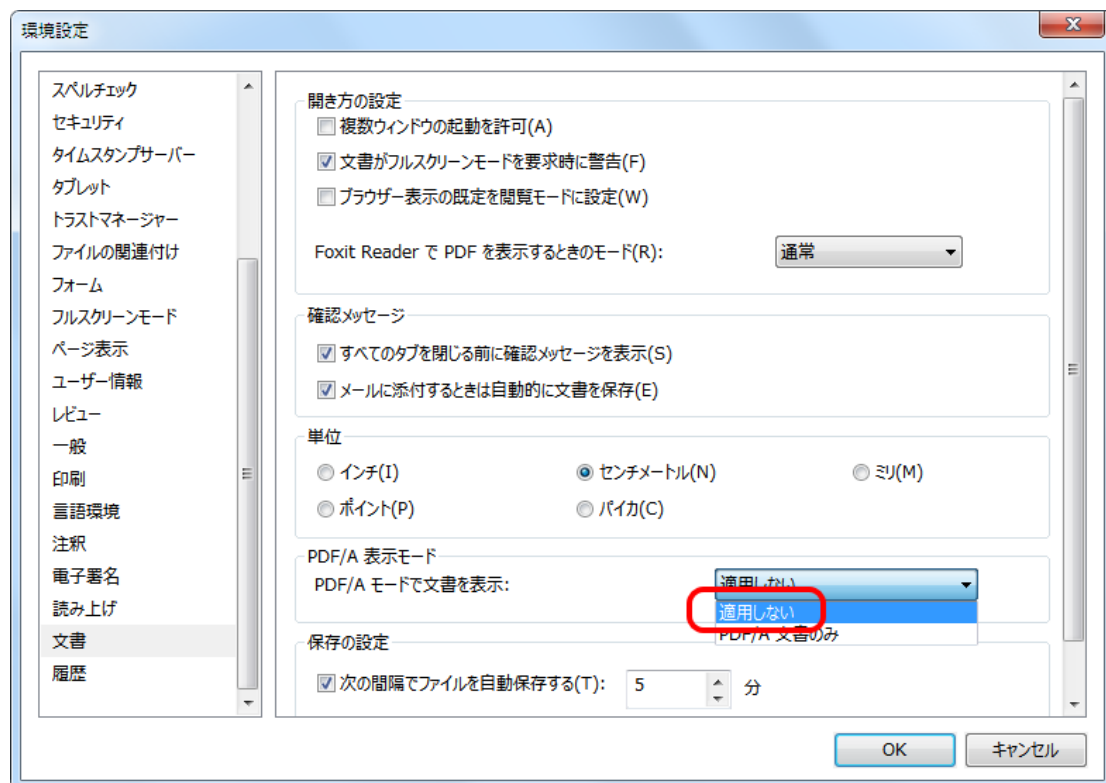 環境設定
スペルチェック
セキュリティ
タイムスタンプサーバー
タブレット
トラストマネージャー
ファイルの関連付け
フォーム
フルスクリーンモード
ページ表示
ユーザー情報
レビュー
一般
印刷
言語環境
注釈
電子署名
読み上げ
文書
履歴
開き方の設定
複数ウィンドウの起動を許可(A)
文書がフルスクリーンモードを要求時に警告(F)
ブラウザー表示の既定を閲覧モードに設定(W)
Foxit Reader で PDF を表示するときのモード(R): 通常
確認メッセージ
すべてのタブを閉じる前に確認メッセージを表示(S)
メールに添付するときは自動的に文書を保存(E)
単位
インチ(I) センチメートル(N) ミリ(M)
ポイント(P) パイカ(C)
PDF/A 表示モード
PDF/A モードで文書を表示: 適用しない
適用しない
PDF/A 文書のみ
保存の設定
次の間隔でファイルを自動保存する(T): 5 分
OK キャンセル